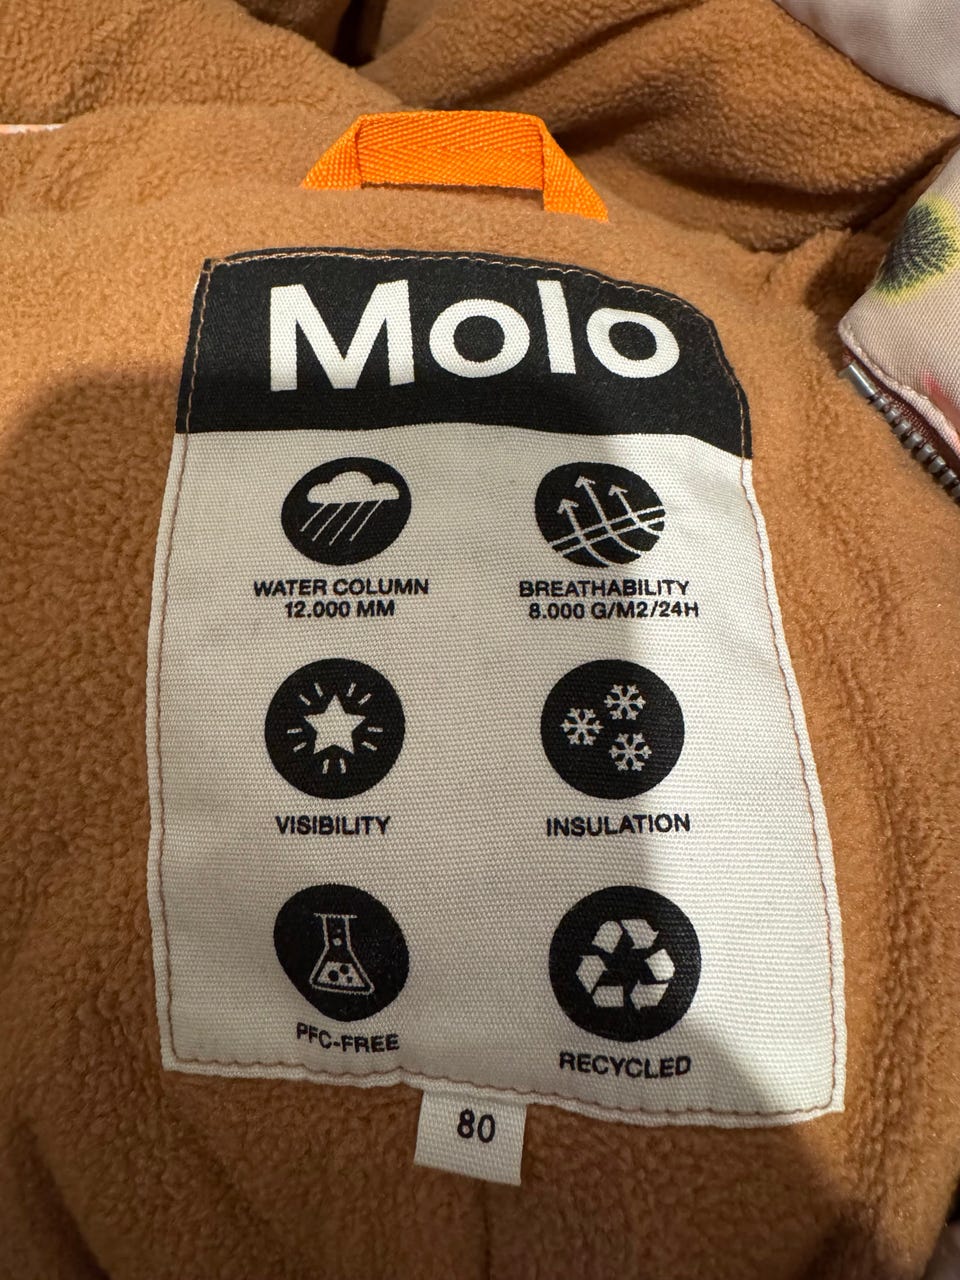 Molo
WATER COLUMN
12.000 MM
BREATHABILITY
8.000 G/M2/24H
VISIBILITY
INSULATION
PFC-FREE
RECYCLED
80